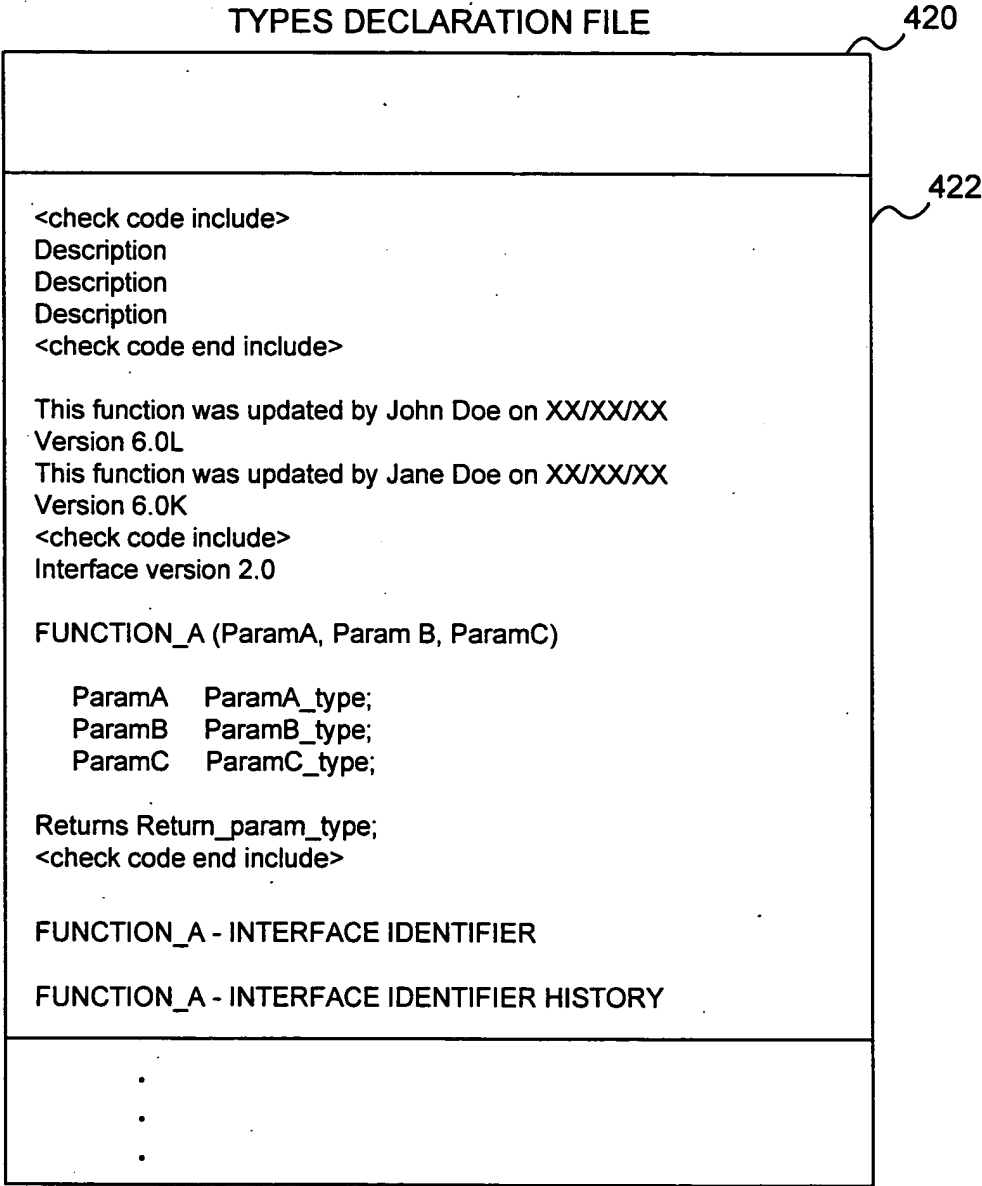 TYPES DECLARATION FILE
420
422
<check code include>
Description
Description
Description
<check code end include>
This function was updated by John Doe on XX/XX/XX
Version 6.0L
This function was updated by Jane Doe on XX/XX/XX
Version 6.0K
<check code include>
Interface version 2.0
FUNCTION_A (ParamA, Param B, ParamC)
ParamA ParamA_type;
ParamB ParamB_type;
ParamC ParamC_type;
Returns Return_param_type;
<check code end include>
FUNCTION_A - INTERFACE IDENTIFIER
FUNCTION_A - INTERFACE IDENTIFIER HISTORY